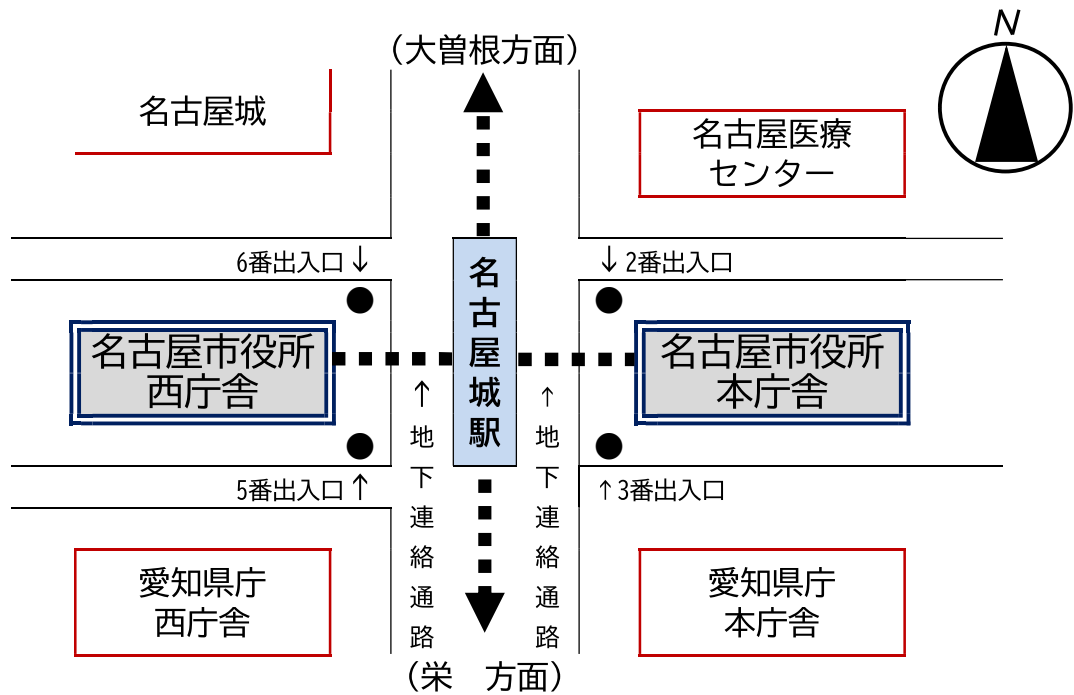 N
(大曽根方面)
名古屋城
名古屋医療
センター
6番出入口↓
↓2番出入口
名古屋城駅
名古屋市役所
西庁舎
名古屋市役所
本庁舎
↑地下連絡通路
↑地下連絡通路
5番出入口↑
↑3番出入口
愛知県庁
西庁舎
愛知県庁
本庁舎
(栄　方面)